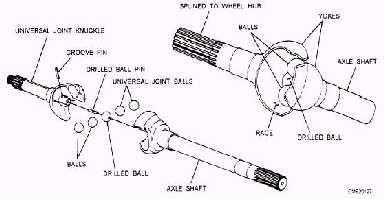 SPLINED TO WHEEL HUB
YOKES
BALLS
UNIVERSAL JOINT KNUCKLE
GROOVE PIN
DRILLED BALL PIN
UNIVERSAL JOINT BALLS
AXLE SHAFT
RACE
DRILLED BALL
BALLS
DRILLED BALL
AXLE SHAFT